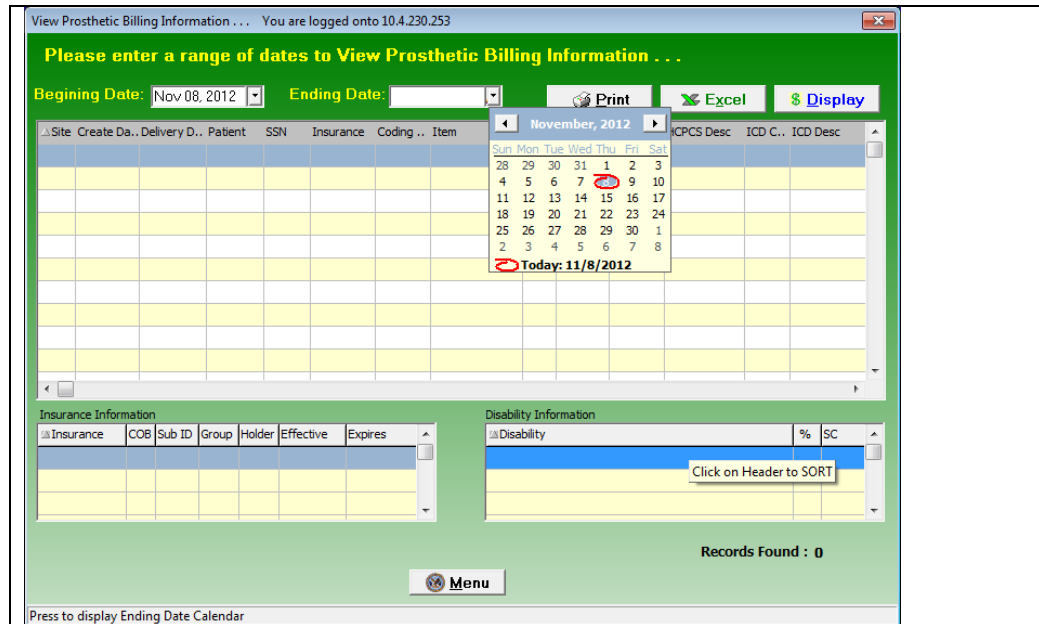 View Prosthetic Billing Information . . .   You are logged onto 10.4.230.253
Please enter a range of dates to View Prosthetic Billing Information . . .
Begining Date: Nov 08, 2012 Ending Date: Print Excel $ Display
Site Create Da.. Delivery D.. Patient SSN Insurance Coding .. Item HCPCS Desc ICD C.. ICD Desc
November, 2012
Sun Mon Tue Wed Thu Fri Sat
28 29 30 31 1 2 3
4 5 6 7 8 9 10
11 12 13 14 15 16 17
18 19 20 21 22 23 24
25 26 27 28 29 30 1
2 3 4 5 6 7 8
Today: 11/8/2012
Insurance Information
Insurance COB Sub ID Group Holder Effective Expires
Disability Information
Disability % SC
Click on Header to SORT
Records Found : 0
Menu
Press to display Ending Date Calendar